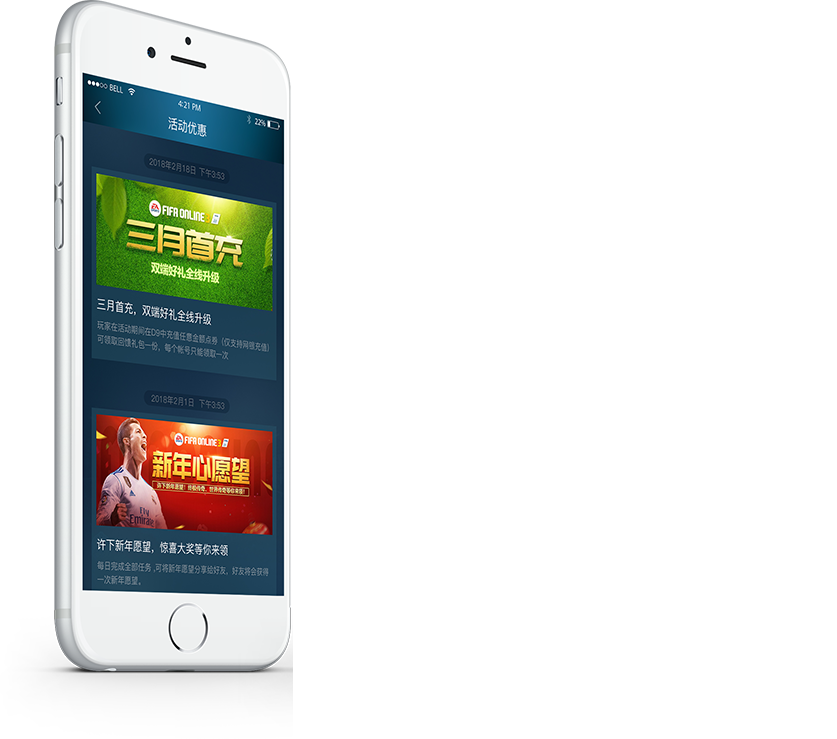 BELL
4:21 PM
22%
活动优惠
2018年2月18日 下午3:53
EA FIFA ONLINE 3
三月首充
双端好礼全线升级
三月首充，双端好礼全线升级
玩家在活动期间在D9中充值任意金额点券（仅支持网银充值）
可领取回馈礼包一份，每个帐号只能领取一次
2018年2月1日 下午3:53
EA FIFA ONLINE 3
新年心愿望
许下新年愿望！终极传奇、世界传奇等你来领！
Fly
Emirates
许下新年愿望，惊喜大奖等你来领
每日完成全部任务 ,可将新年愿望分享给好友，好友将会获得
一次新年愿望。